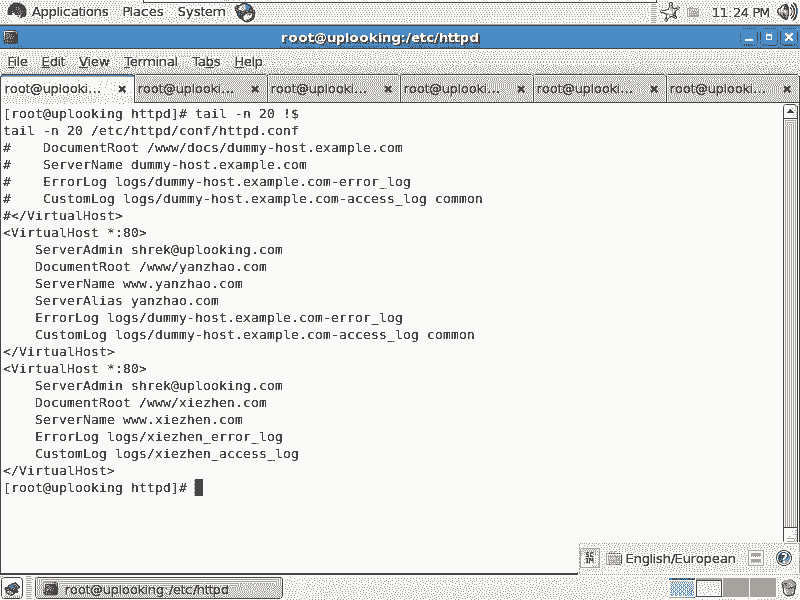 Applications Places System 11:24 PM
root@uplooking:/etc/httpd
File Edit View Terminal Tabs Help
root@uplooki... root@uplooki... root@uplooki... root@uplooki... root@uplooki... root@uplooki...
[root@uplooking httpd]# tail -n 20 !$
tail -n 20 /etc/httpd/conf/httpd.conf
#    DocumentRoot /www/docs/dummy-host.example.com
#    ServerName dummy-host.example.com
#    ErrorLog logs/dummy-host.example.com-error_log
#    CustomLog logs/dummy-host.example.com-access_log common
#</VirtualHost>
<VirtualHost *:80>
    ServerAdmin shrek@uplooking.com
    DocumentRoot /www/yanzhao.com
    ServerName www.yanzhao.com
    ServerAlias yanzhao.com
    ErrorLog logs/dummy-host.example.com-error_log
    CustomLog logs/dummy-host.example.com-access_log common
</VirtualHost>
<VirtualHost *:80>
    ServerAdmin shrek@uplooking.com
    DocumentRoot /www/xiezhen.com
    ServerName www.xiezhen.com
    ErrorLog logs/xiezhen_error_log
    CustomLog logs/xiezhen_access_log
</VirtualHost>
[root@uplooking httpd]#
SC IM English/European
root@uplooking:/etc/httpd